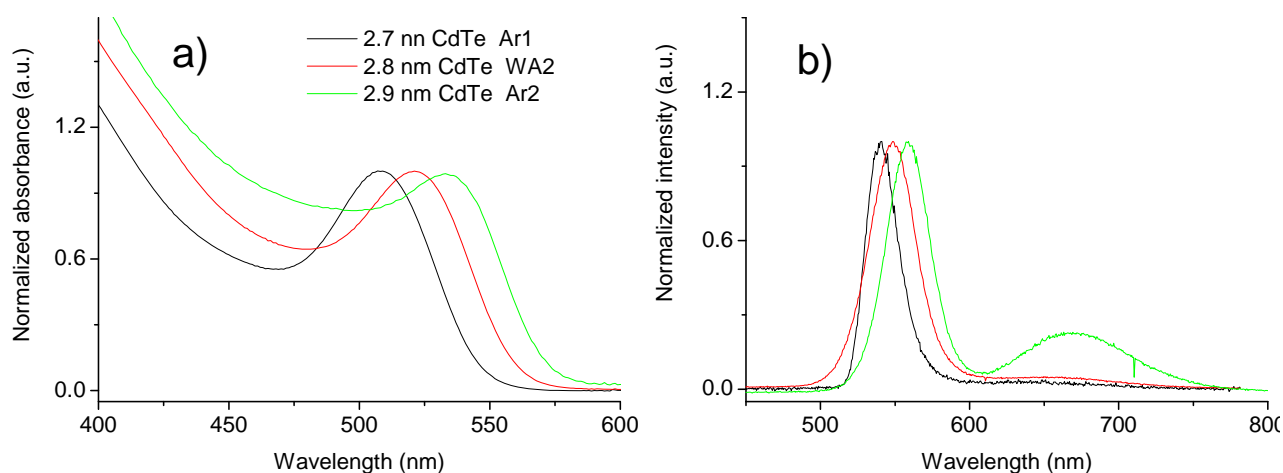 a)
2.7 nn CdTe Ar1
2.8 nm CdTe WA2
2.9 nm CdTe Ar2
Normalized absorbance (a.u.)
1.2
0.6
0.0
400 450 500 550 600
Wavelength (nm)
b)
Normalized intensity (a.u.)
1.2
0.6
0.0
500 600 700 800
Wavelength (nm)